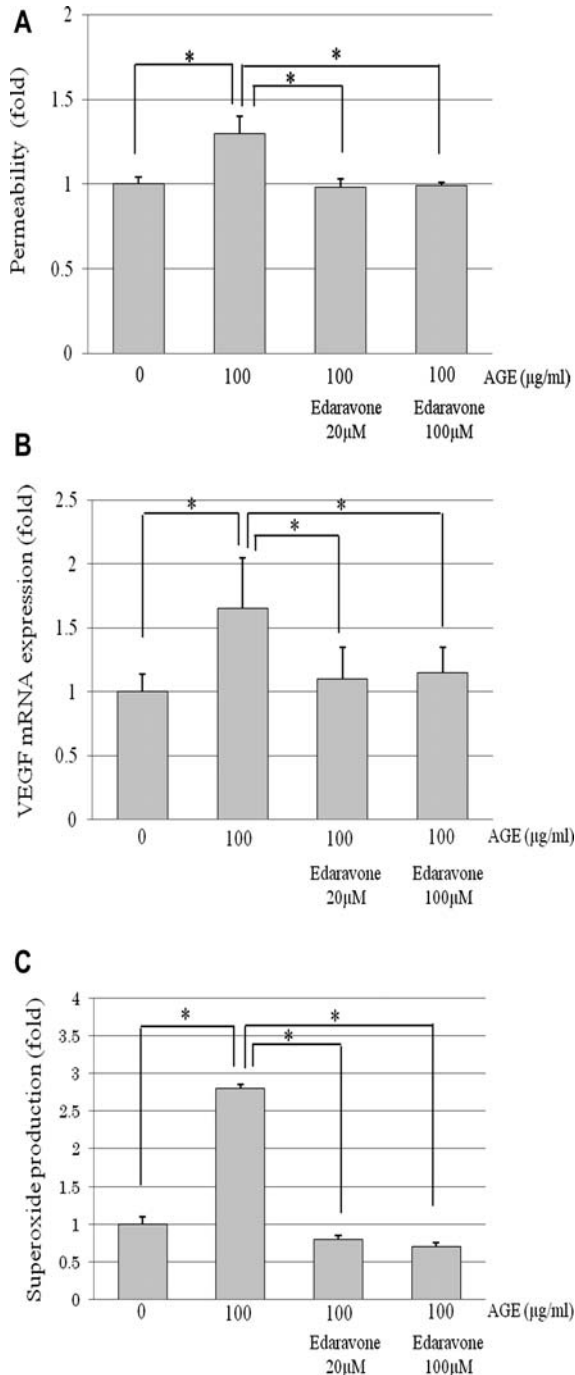 A
Permeability (fold)
2
1.5
1
0.5
0
*
*
*
0
100
100
100
AGE (µg/ml)
Edaravone
20µM
Edaravone
100µM
B
VEGF mRNA expression (fold)
2.5
2
1.5
1
0.5
0
*
*
*
0
100
100
100
AGE (µg/ml)
Edaravone
20µM
Edaravone
100µM
C
Superoxide production (fold)
4
3.5
3
2.5
2
1.5
1
0.5
0
*
*
*
0
100
100
100
AGE (µg/ml)
Edaravone
20µM
Edaravone
100µM